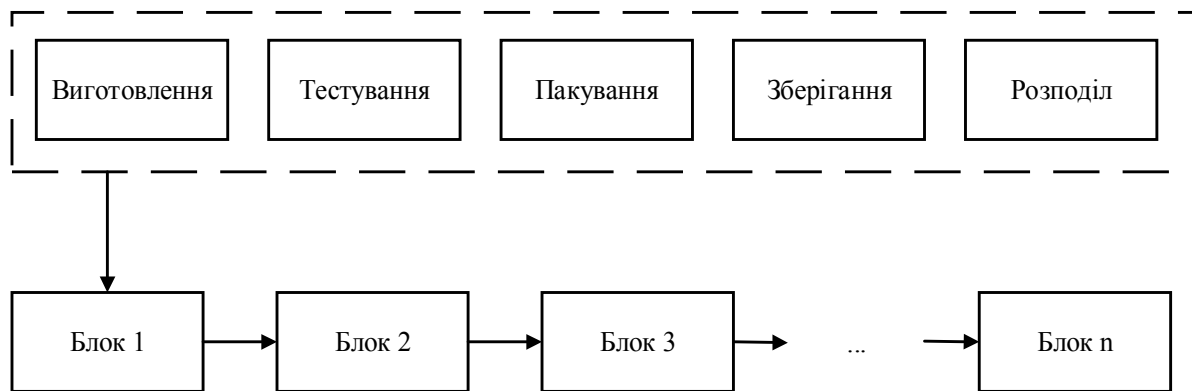 Виготовлення
Тестування
Пакування
Зберігання
Розподіл
Блок 1
Блок 2
Блок 3
...
Блок n